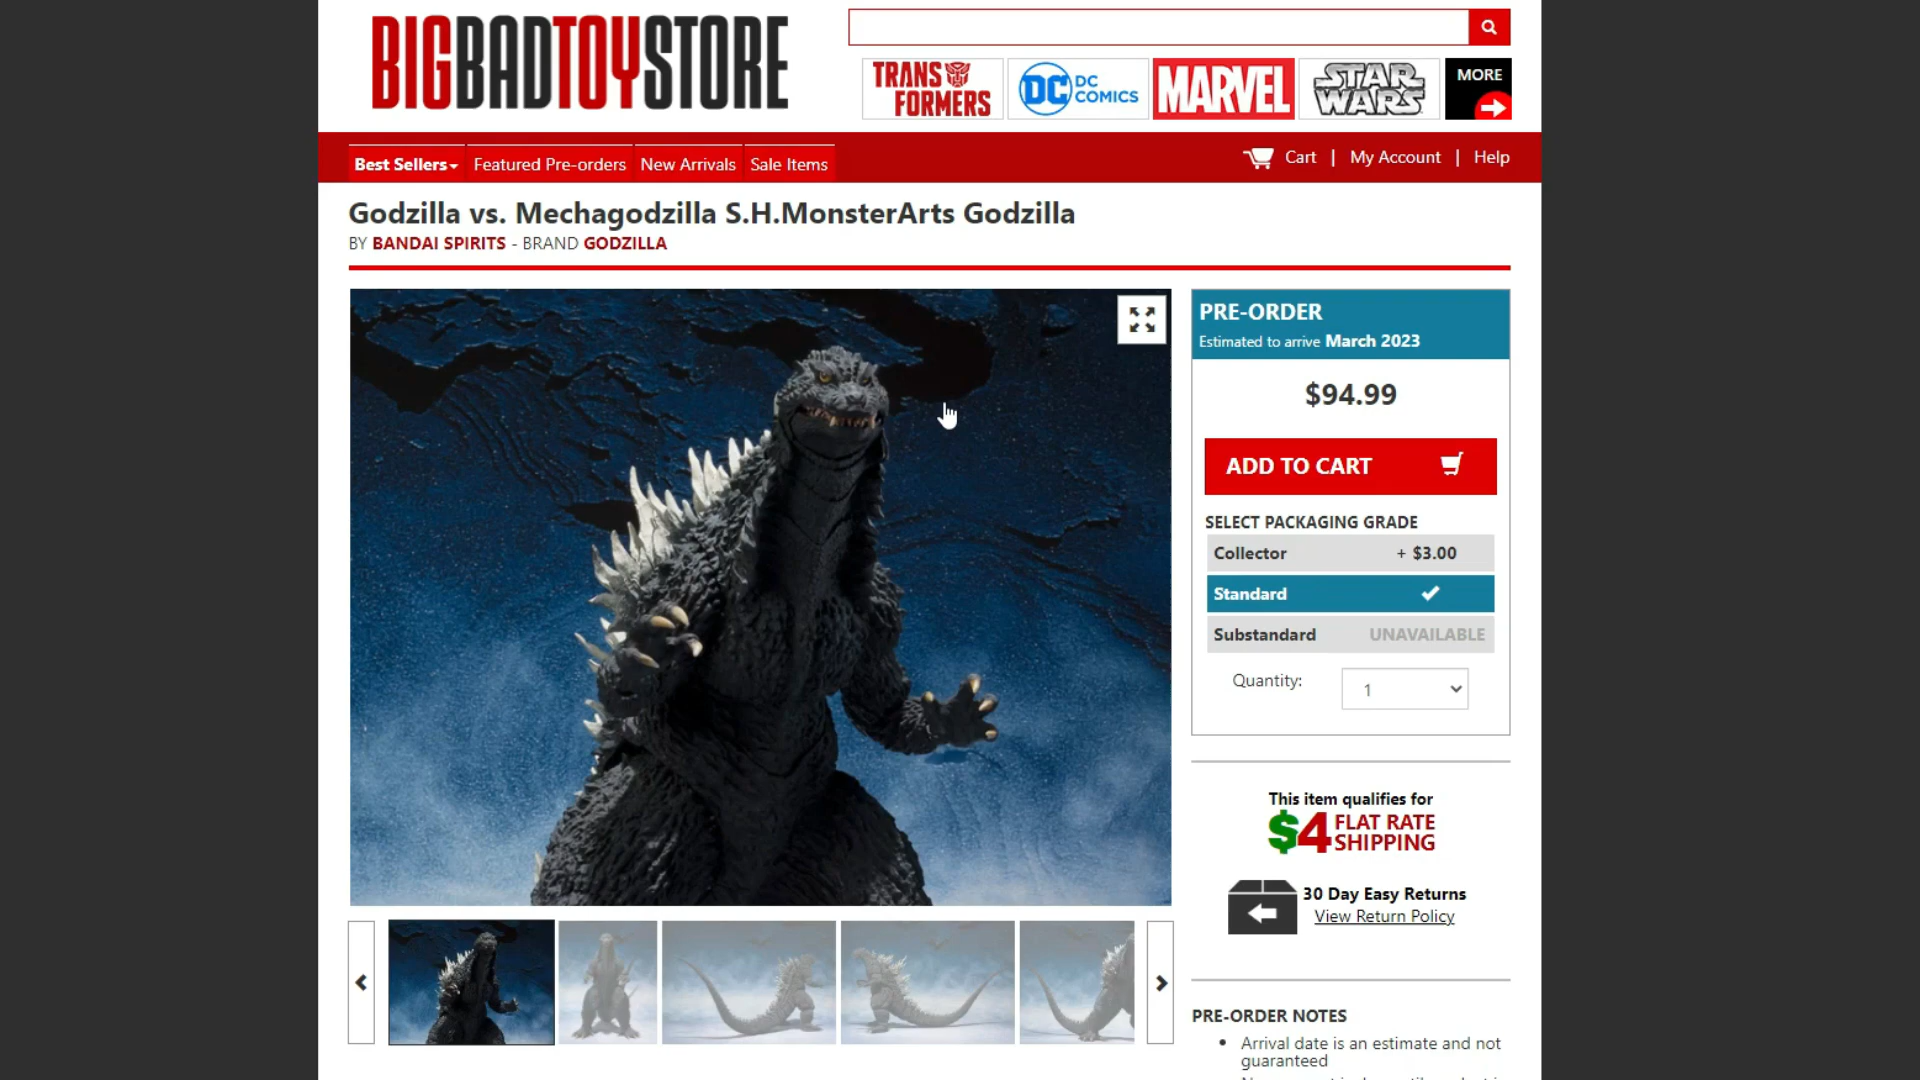 BIGBADTOYSTORE
TRANS
FORMERS
DC
DC
COMICS
MARVEL
STAR
WARS
MORE
Best Sellers
Featured Pre-orders
New Arrivals
Sale Items
Cart | My Account | Help
Godzilla vs. Mechagodzilla S.H.MonsterArts Godzilla
BY BANDAI SPIRITS - BRAND GODZILLA
PRE-ORDER
Estimated to arrive March 2023
$94.99
ADD TO CART
SELECT PACKAGING GRADE
Collector + $3.00
Standard
Substandard UNAVAILABLE
Quantity: 1
This item qualifies for
$4 FLAT RATE
SHIPPING
30 Day Easy Returns
View Return Policy
PRE-ORDER NOTES
• Arrival date is an estimate and not
guaranteed